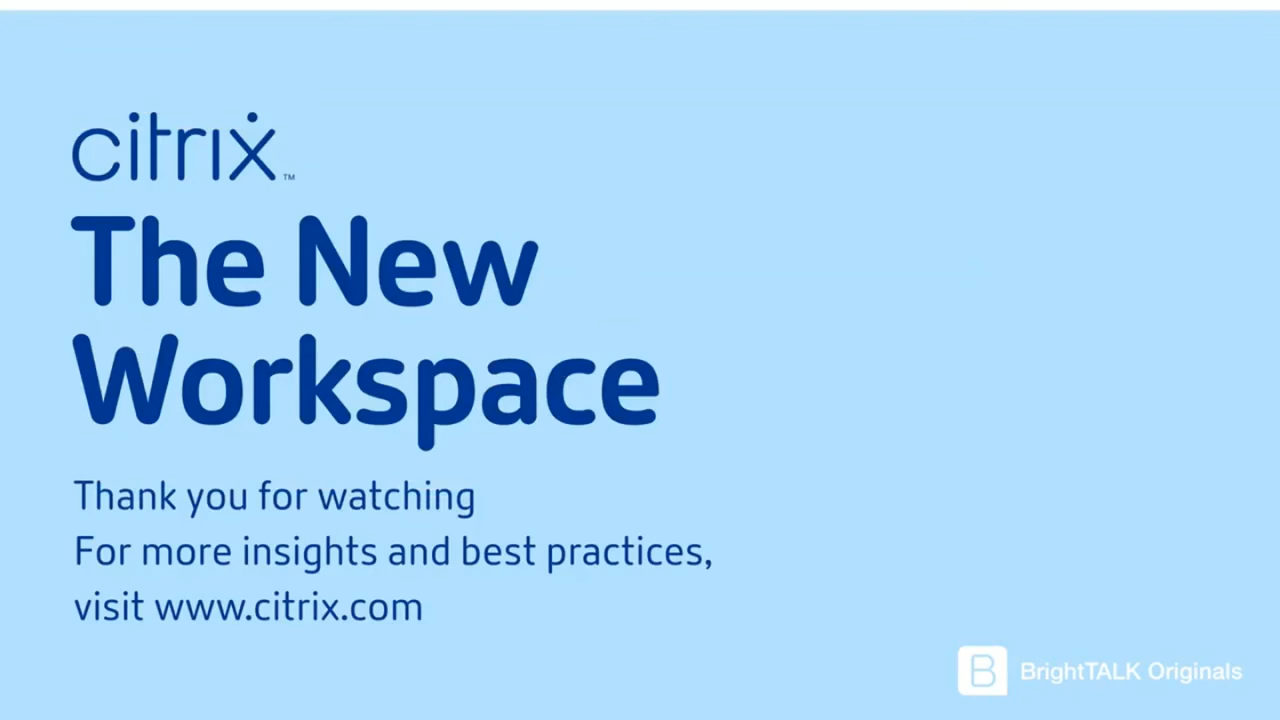 citrix™
The New
Workspace
Thank you for watching
For more insights and best practices,
visit www.citrix.com
B BrightTALK Originals